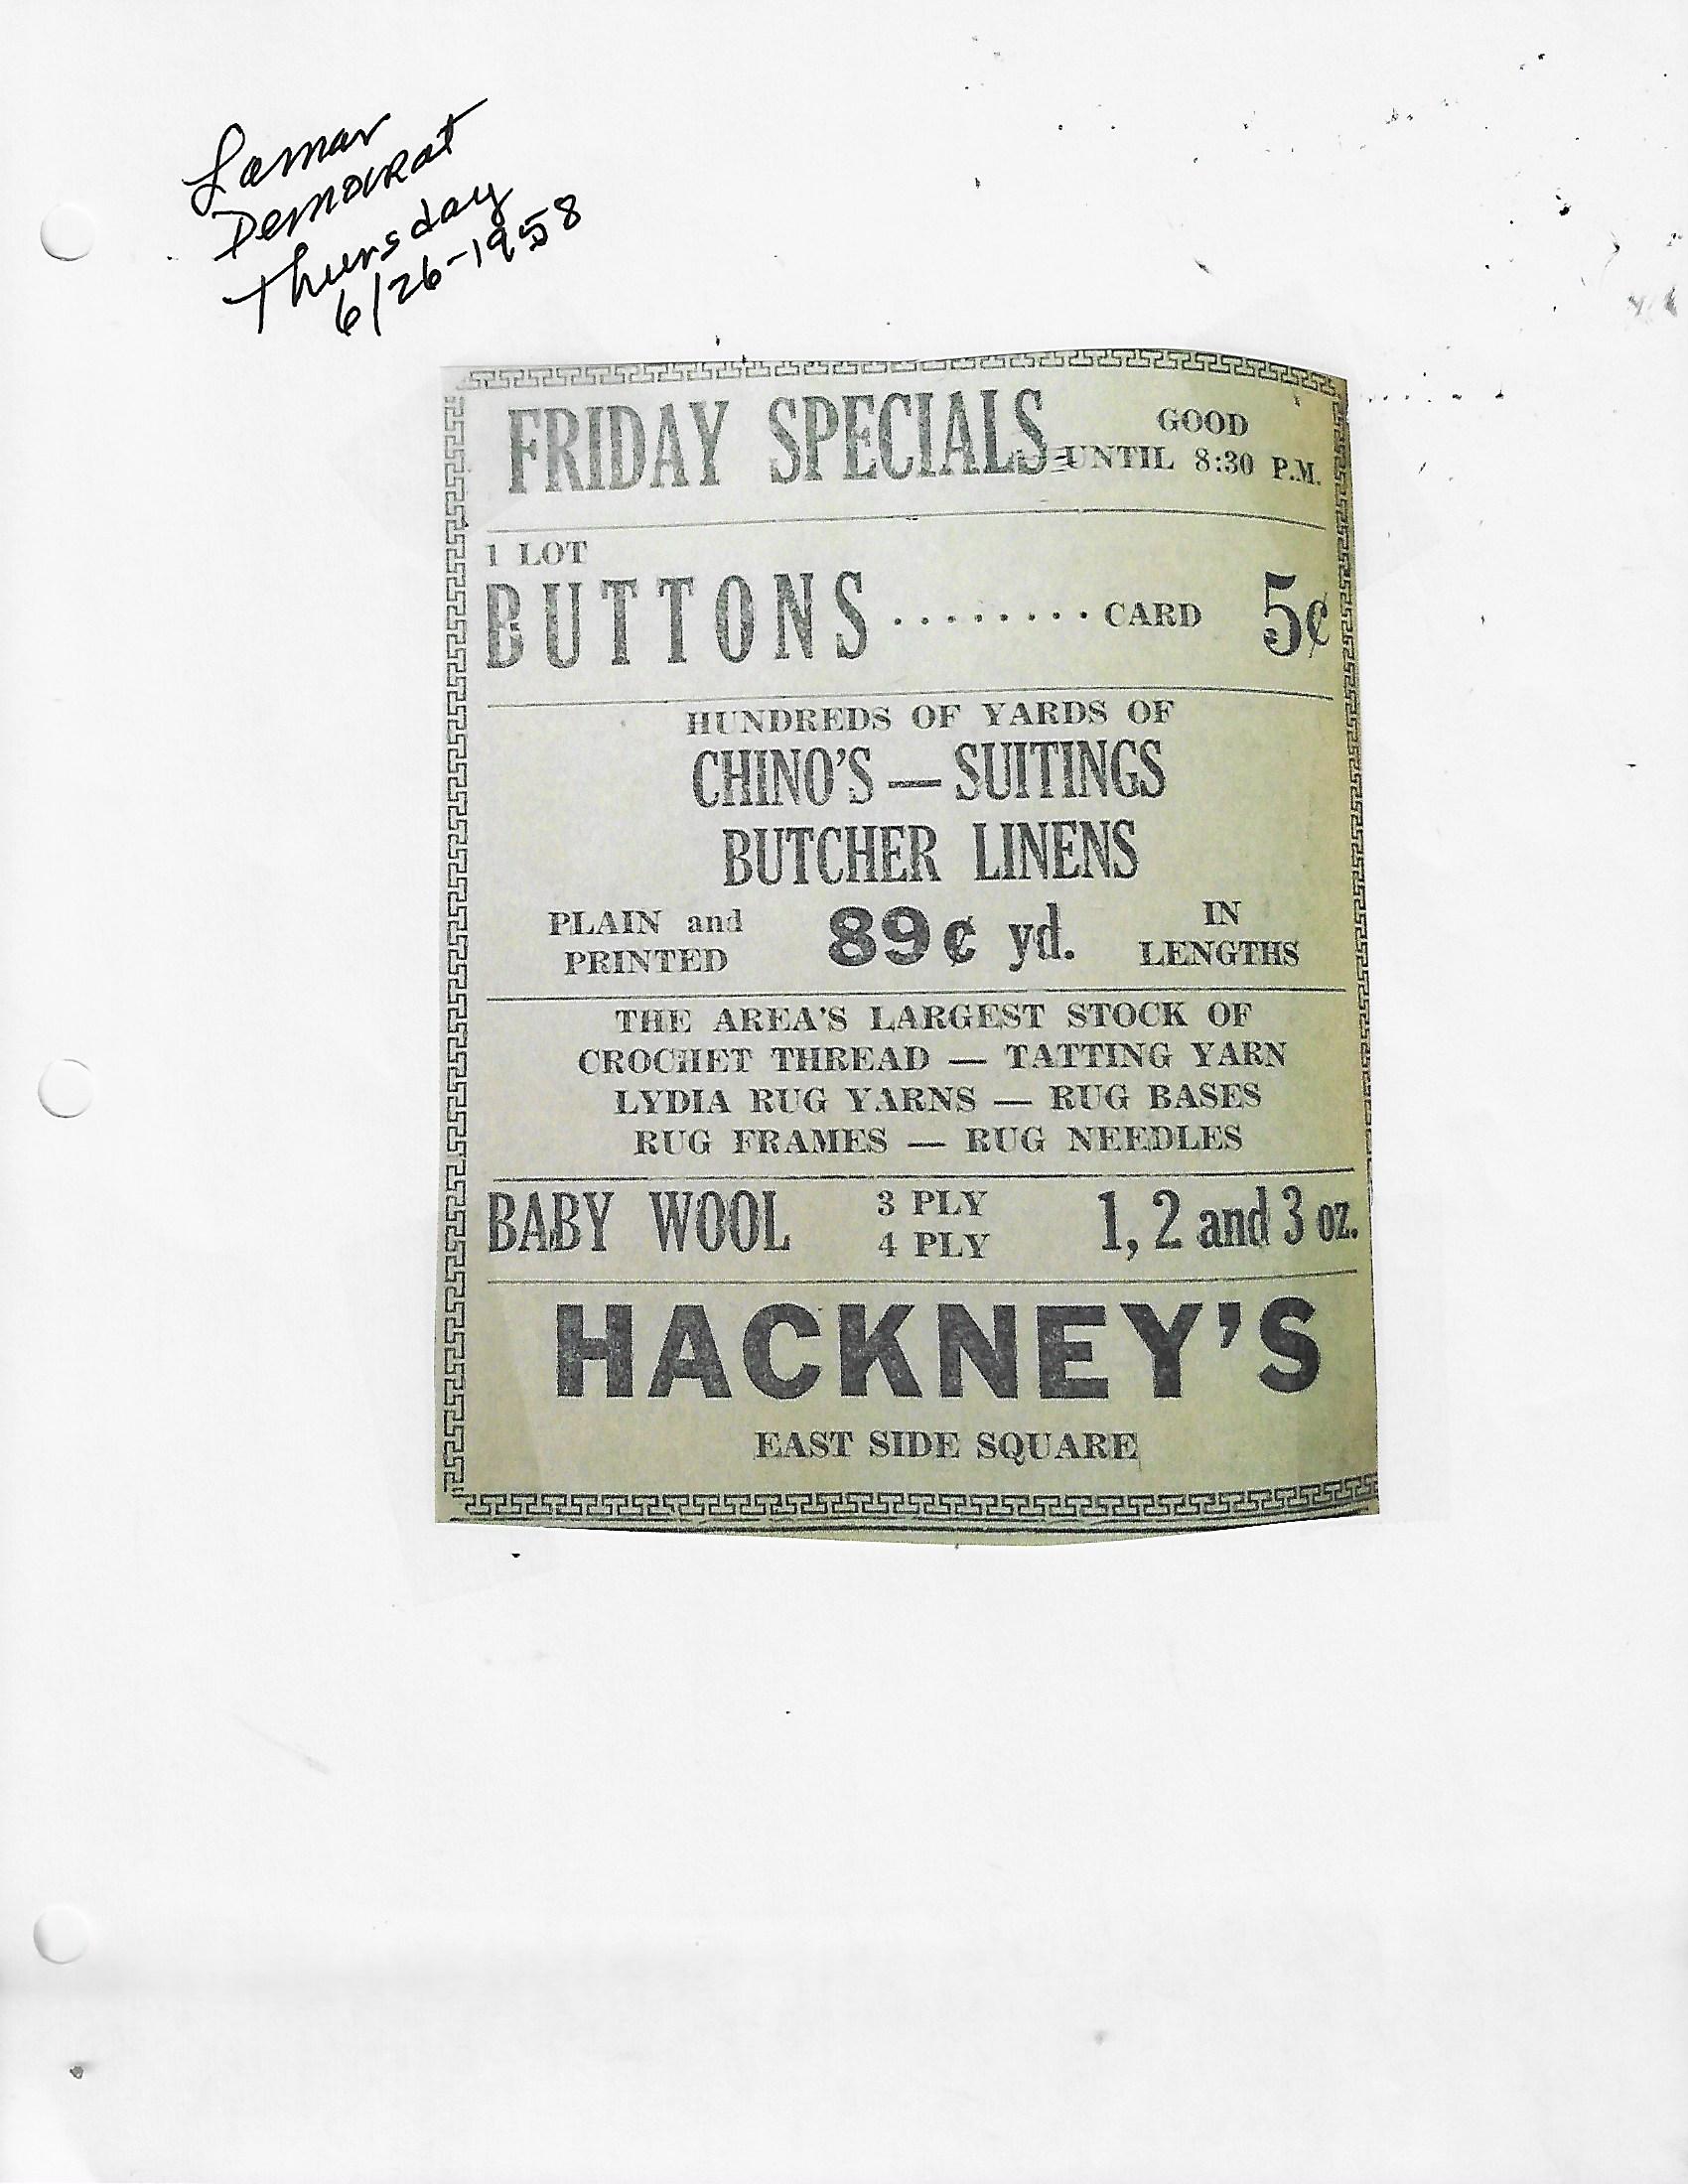 Lamar
Democrat
Thursday
6/26-1958
FRIDAY SPECIALS GOOD
UNTIL 8:30 P.M.
1 LOT
BUTTONS ........ CARD 5¢
HUNDREDS OF YARDS OF
CHINO'S — SUITINGS
BUTCHER LINENS
PLAIN and
PRINTED
89¢ yd.
IN
LENGTHS
THE AREA'S LARGEST STOCK OF
CROCHET THREAD — TATTING YARN
LYDIA RUG YARNS — RUG BASES
RUG FRAMES — RUG NEEDLES
BABY WOOL
3 PLY
4 PLY
1, 2 and 3 oz.
HACKNEY'S
EAST SIDE SQUARE